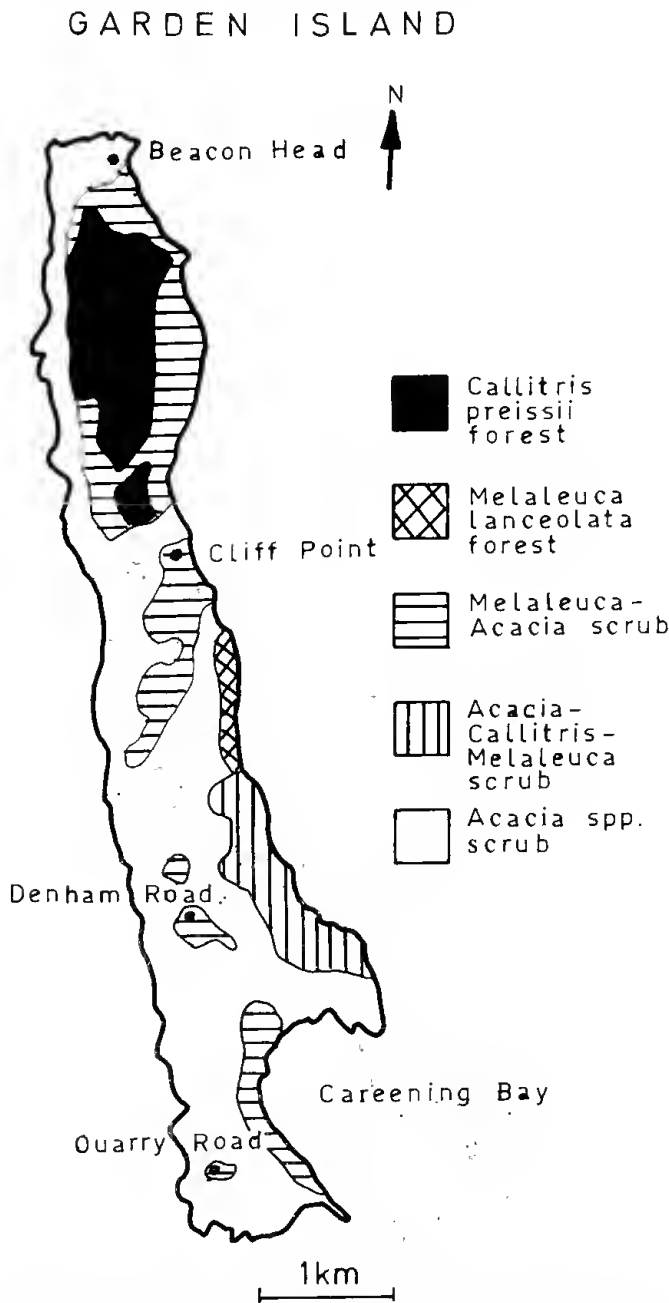 GARDEN ISLAND
N
Beacon Head
Callitris
preissii
forest
Melaleuca
lanceolata
forest
Cliff Point
Melaleuca-
Acacia scrub
Acacia-
Callitris-
Melaleuca
scrub
Acacia spp.
scrub
Denham Road
Careening Bay
Quarry Road
1km